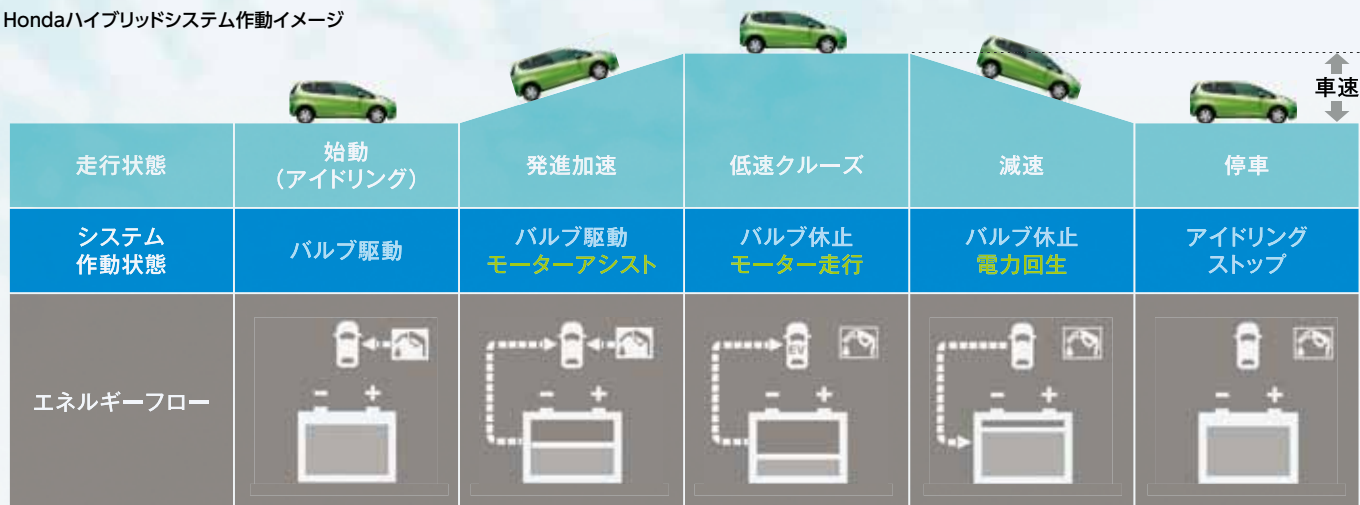 Hondaハイブリッドシステム作動イメージ
車速
走行状態
始動
（アイドリング）
発進加速
低速クルーズ
減速
停車
システム
作動状態
バルブ駆動
バルブ駆動
モーターアシスト
バルブ休止
モーター走行
バルブ休止
電力回生
アイドリング
ストップ
エネルギーフロー
- +
- +
EV
- +
- +
- +